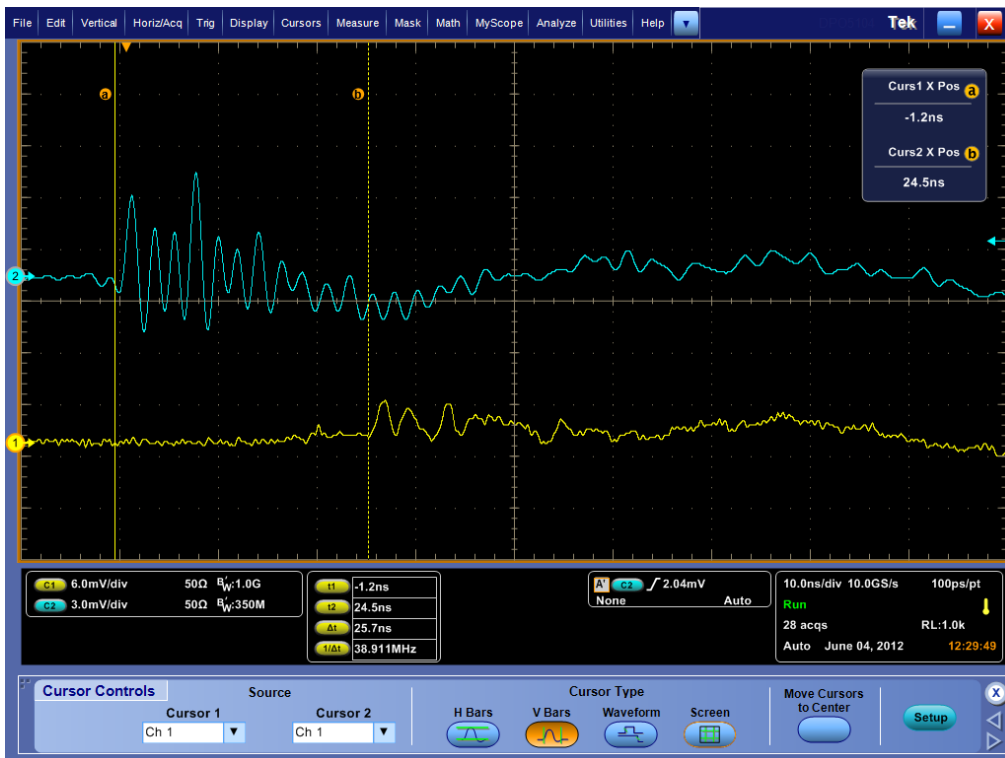 File Edit Vertical Horiz/Acq Trig Display Cursors Measure Mask Math MyScope Analyze Utilities Help Tek X
Curs1 X Pos a
-1.2ns
Curs2 X Pos b
24.5ns
a b
2
1
C1 6.0mV/div 50Ω BW:1.0G
C2 3.0mV/div 50Ω BW:350M
t1 -1.2ns
t2 24.5ns
Δt 25.7ns
1/Δt 38.911MHz
A' C2 2.04mV
None Auto
10.0ns/div 10.0GS/s 100ps/pt
Run
28 acqs RL:1.0k
Auto June 04, 2012 12:29:49
Cursor Controls
Source
Cursor 1 Cursor 2
Ch 1 Ch 1
Cursor Type
H Bars V Bars Waveform Screen
Move Cursors
to Center
Setup
X